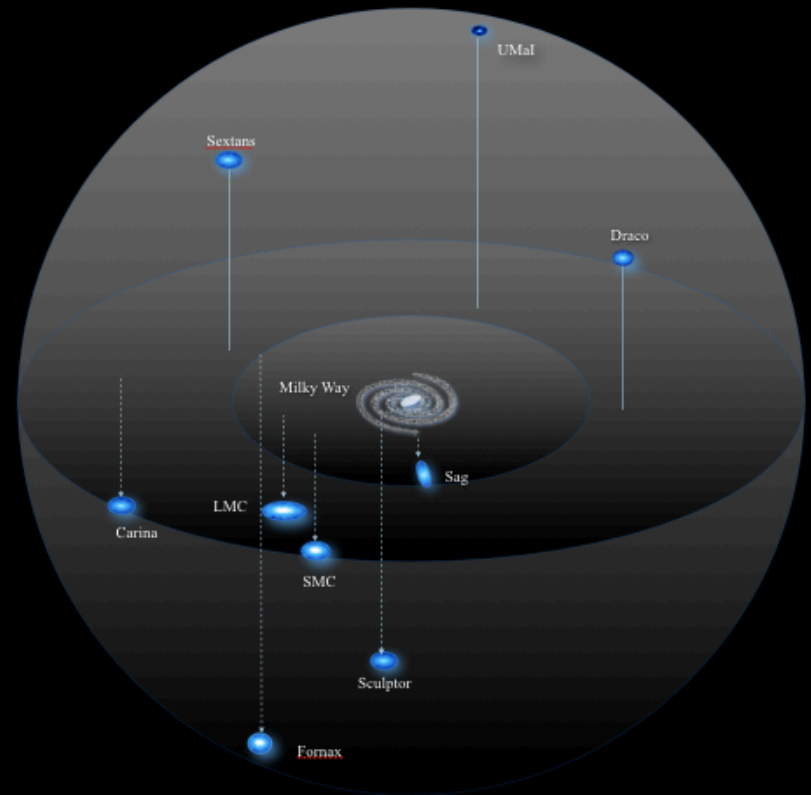 UMaI
Sextans
Draco
Milky Way
Sag
LMC
Carina
SMC
Sculptor
Fornax